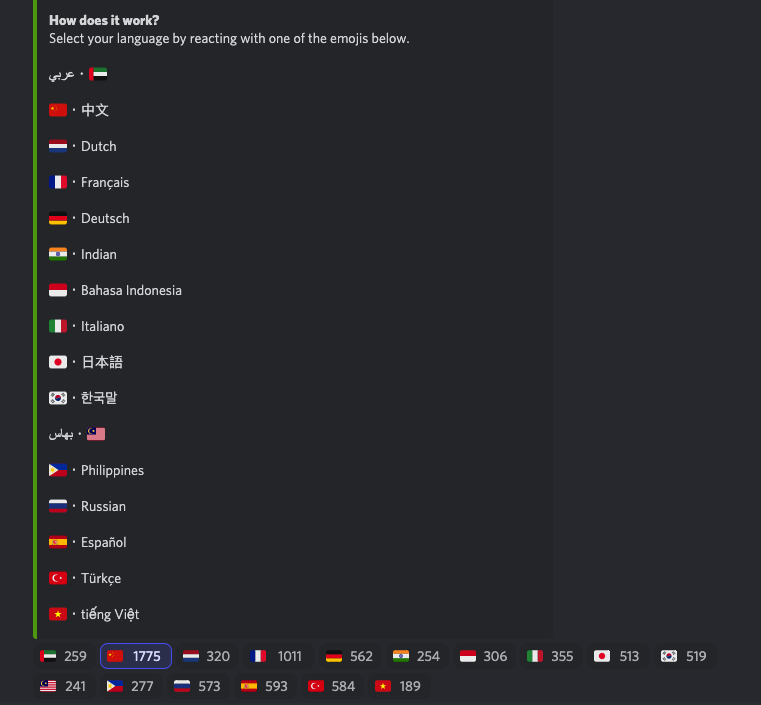 How does it work?
Select your language by reacting with one of the emojis below.
عربي · 🇦🇪
🇨🇳 · 中文
🇳🇱 · Dutch
🇫🇷 · Français
🇩🇪 · Deutsch
🇮🇳 · Indian
🇮🇩 · Bahasa Indonesia
🇮🇹 · Italiano
🇯🇵 · 日本語
🇰🇷 · 한국말
بهاس · 🇲🇾
🇵🇭 · Philippines
🇷🇺 · Russian
🇪🇸 · Español
🇹🇷 · Türkçe
🇻🇳 · tiếng Việt
🇦🇪 259 🇨🇳 1775 🇳🇱 320 🇫🇷 1011 🇩🇪 562 🇮🇳 254 🇮🇩 306 🇮🇹 355 🇯🇵 513 🇰🇷 519
🇲🇾 241 🇵🇭 277 🇷🇺 573 🇪🇸 593 🇹🇷 584 🇻🇳 189